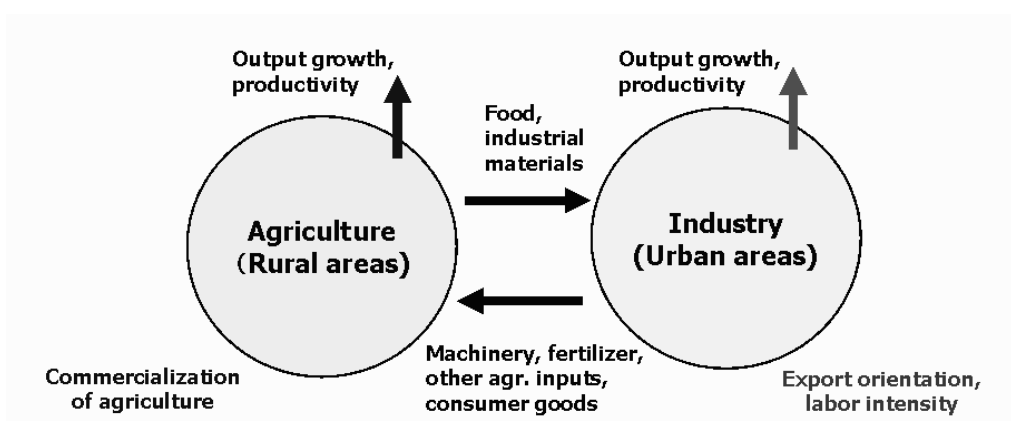 Output growth,
productivity
Output growth,
productivity
Food,
industrial
materials
Agriculture
(Rural areas)
Industry
(Urban areas)
Machinery, fertilizer,
other agr. inputs,
consumer goods
Commercialization
of agriculture
Export orientation,
labor intensity